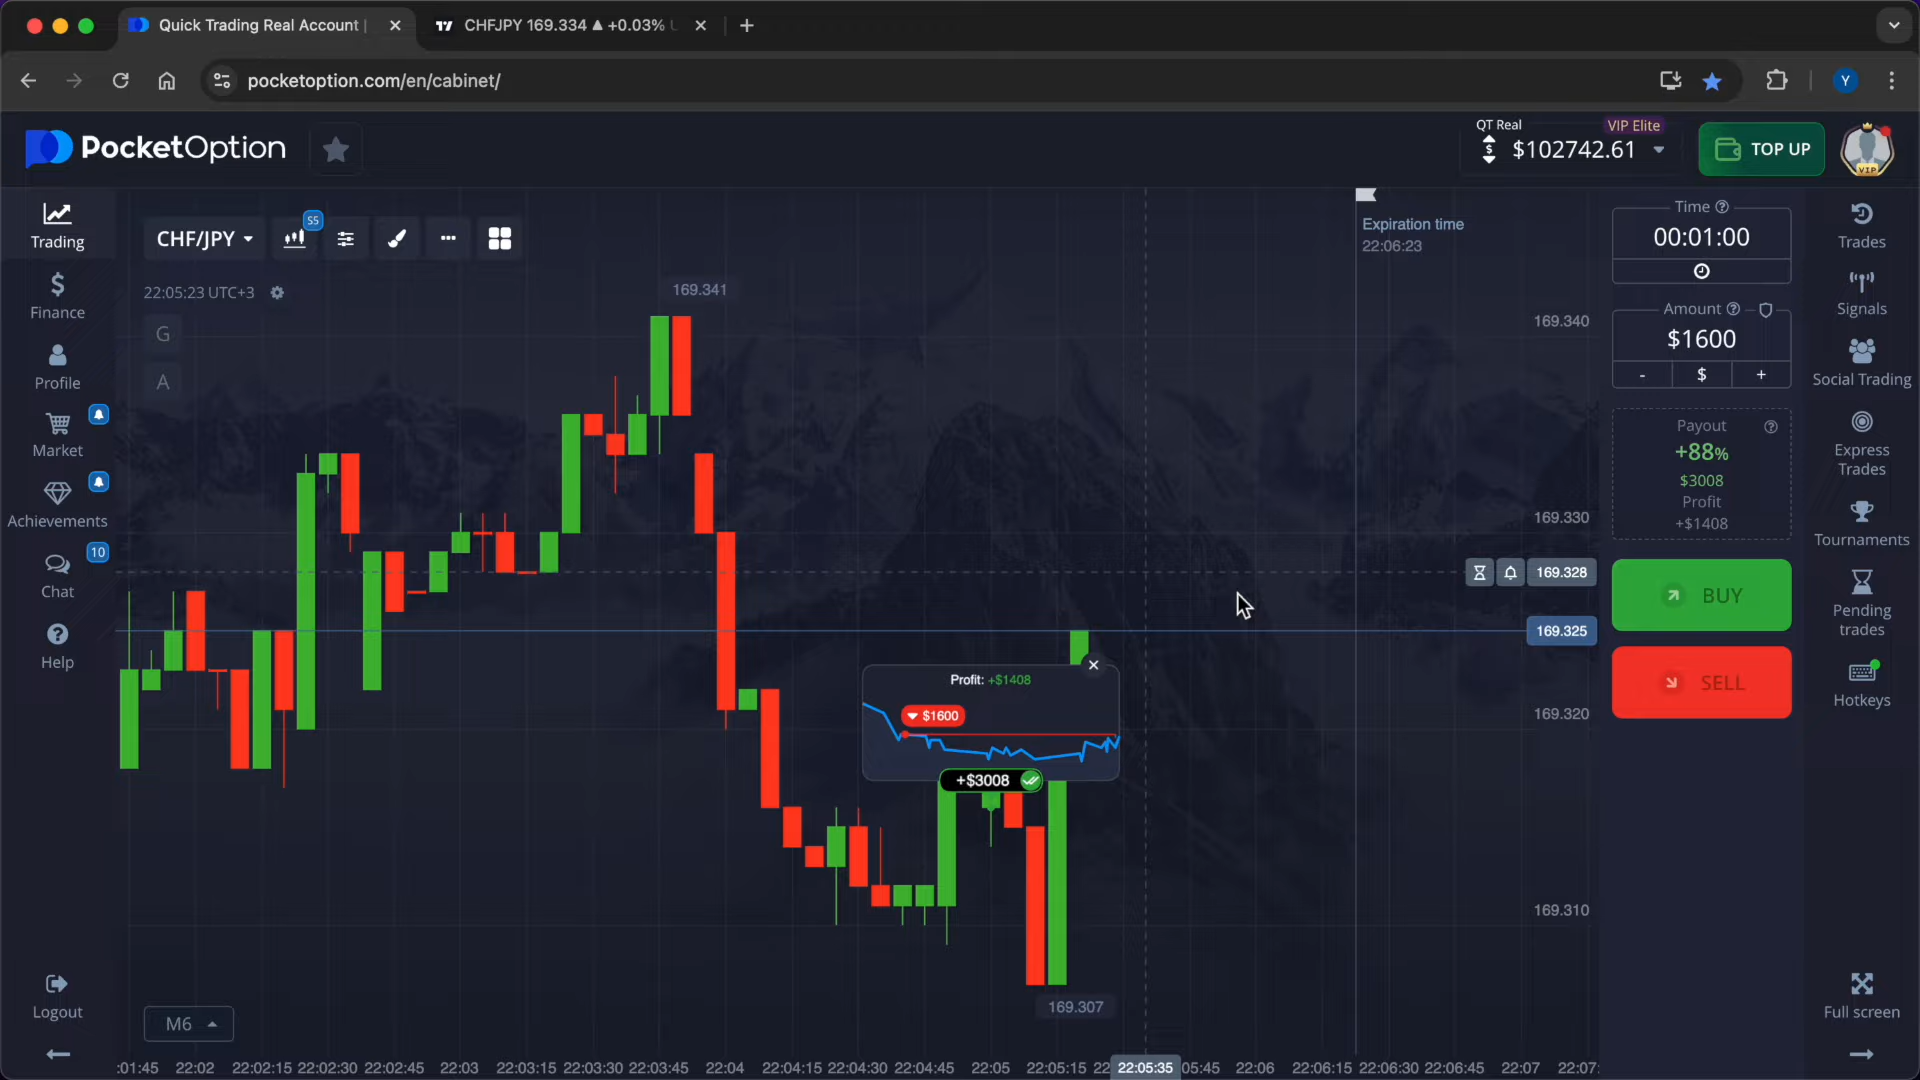 Quick Trading Real Account |
CHFJPY 169.334 ▲ +0.03%
pocketoption.com/en/cabinet/
Y
PocketOption
QT Real
VIP Elite
$102742.61
TOP UP
VIP
Trading
Finance
Profile
Market
Achievements
10
Chat
Help
Logout
CHF/JPY
S5
22:05:23 UTC+3
G
A
169.341
Expiration time
22:06:23
169.340
169.330
169.328
169.325
169.320
169.310
169.307
Profit: +$1408
$1600
+$3008
M6
:01:45
22:02
22:02:15
22:02:30
22:02:45
22:03
22:03:15
22:03:30
22:03:45
22:04
22:04:15
22:04:30
22:04:45
22:05
22:05:15
22
22:05:35
05:45
22:06
22:06:15
22:06:30
22:06:45
22:07
22:07:
Time
00:01:00
Amount
$1600
-
$
+
Payout
+88%
$3008
Profit
+$1408
BUY
SELL
Trades
Signals
Social Trading
Express
Trades
Tournaments
Pending
trades
Hotkeys
Full screen